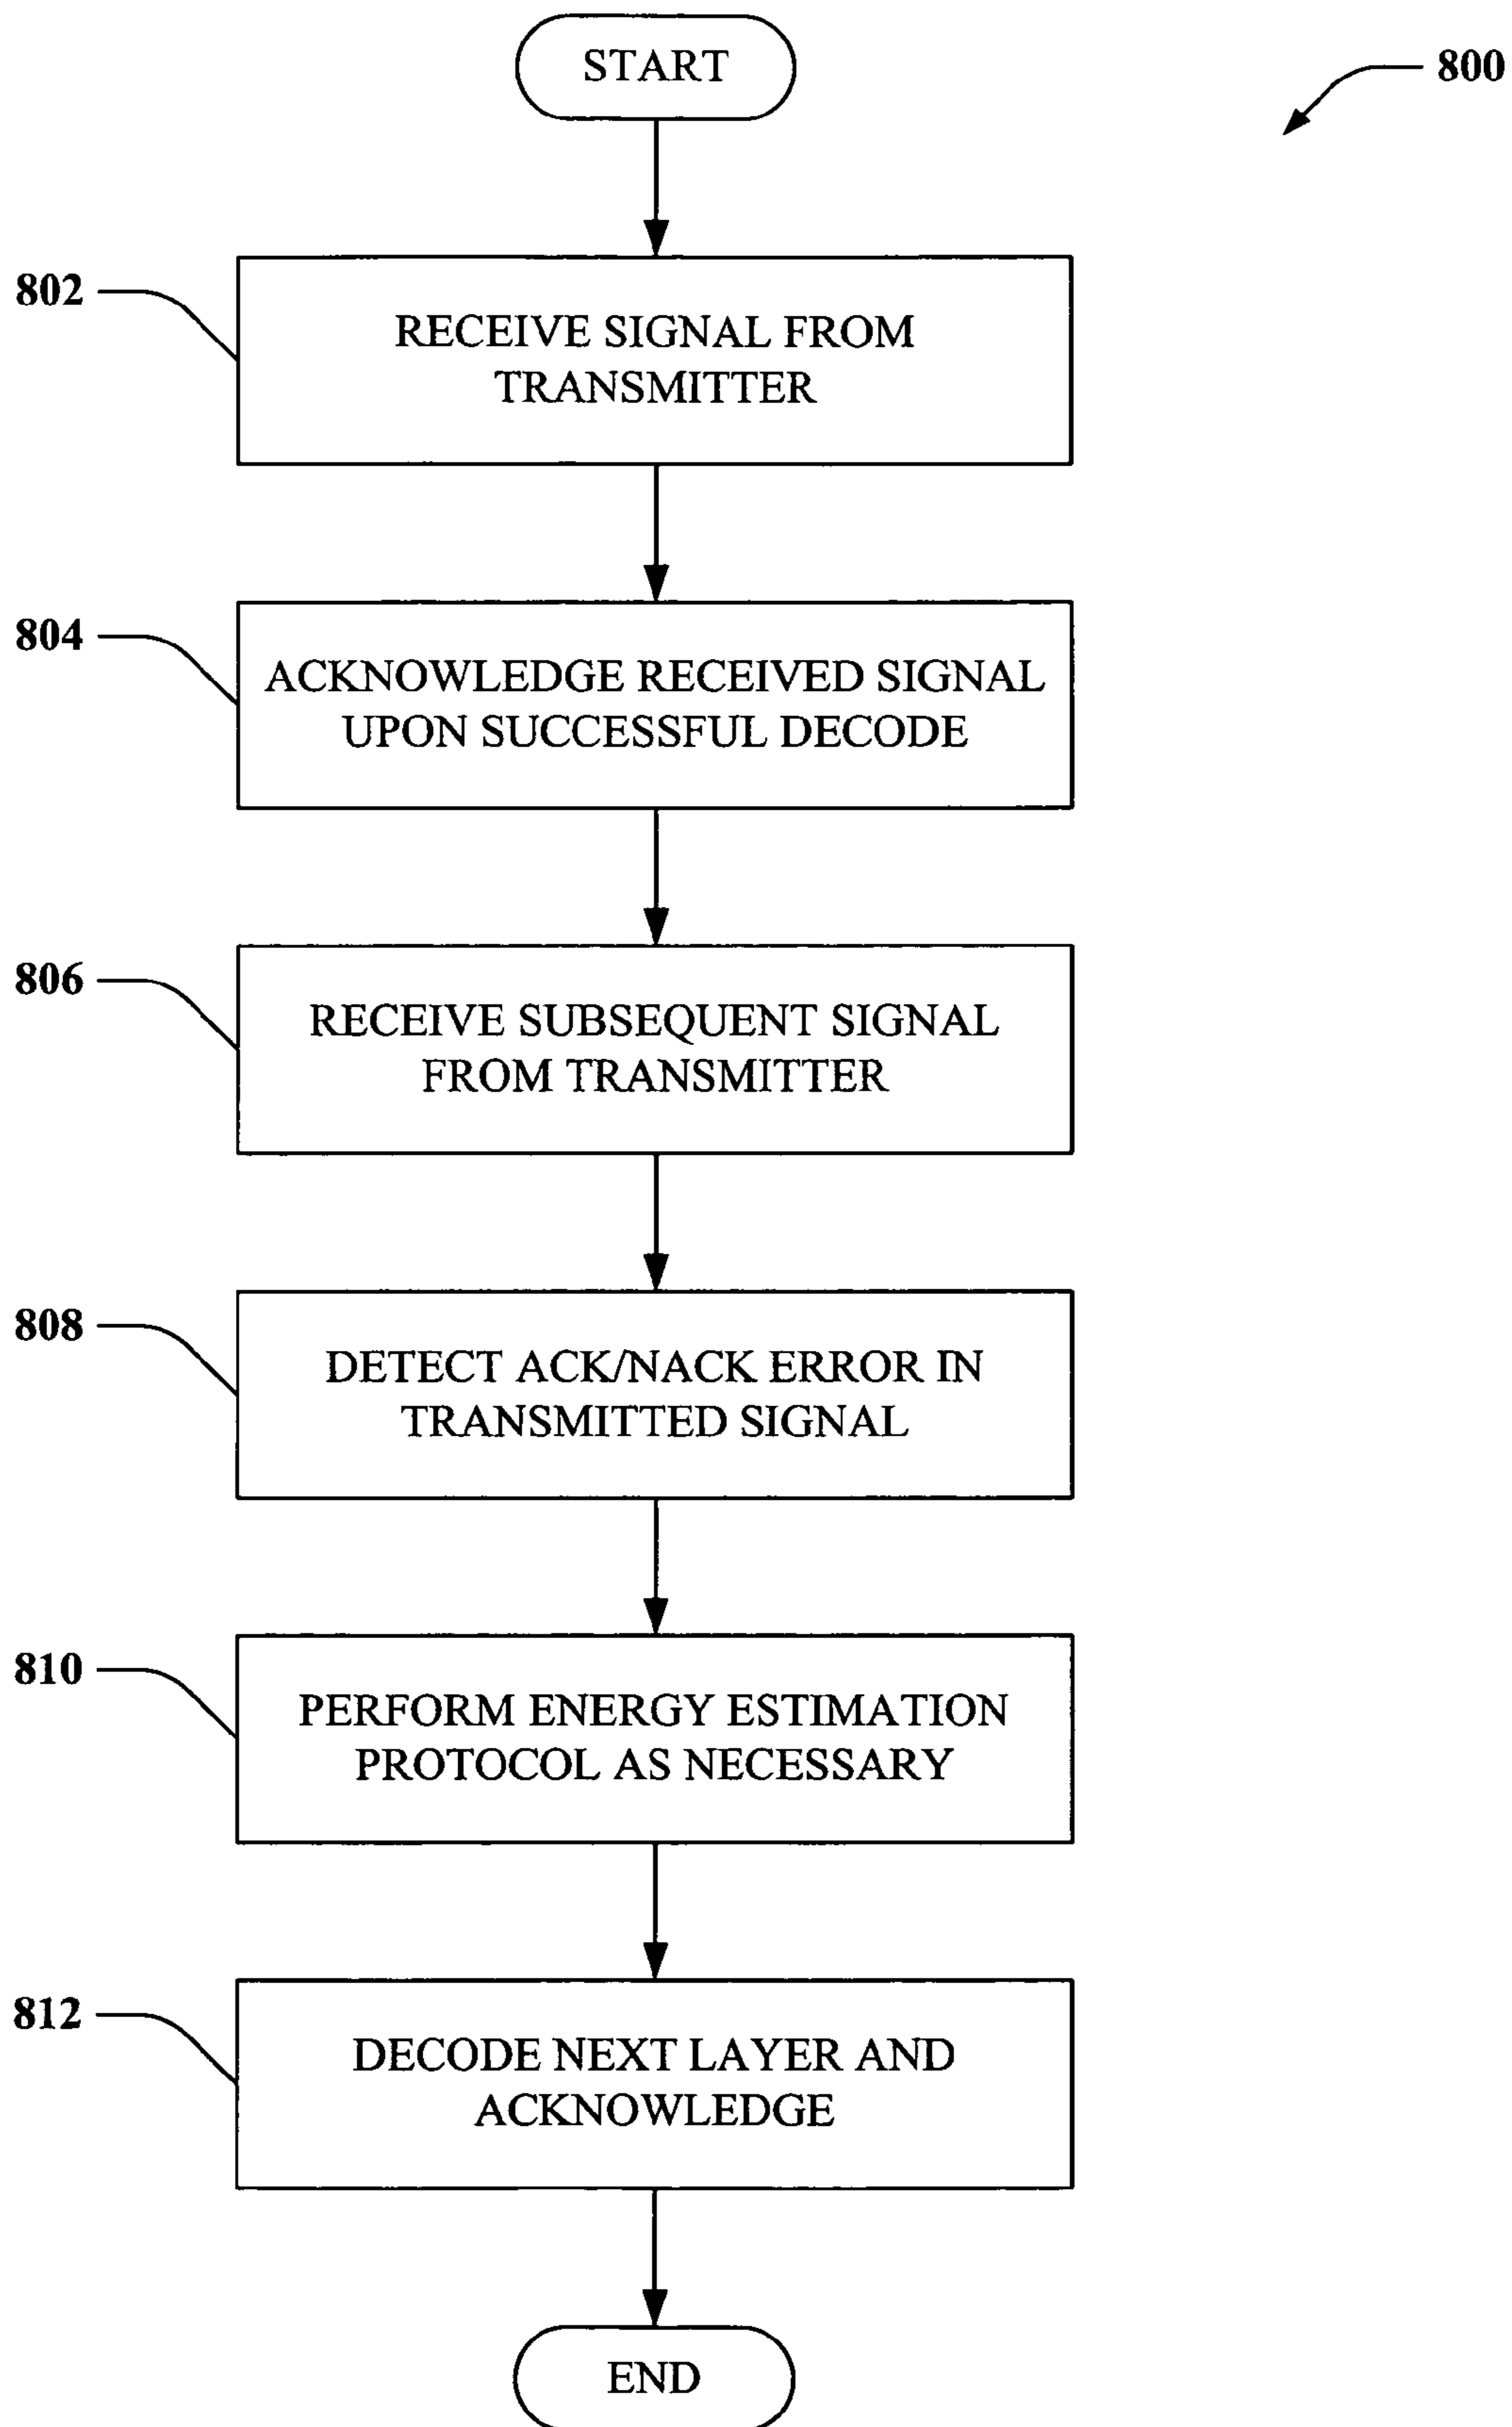 START
800
802
RECEIVE SIGNAL FROM
TRANSMITTER
804
ACKNOWLEDGE RECEIVED SIGNAL
UPON SUCCESSFUL DECODE
806
RECEIVE SUBSEQUENT SIGNAL
FROM TRANSMITTER
808
DETECT ACK/NACK ERROR IN
TRANSMITTED SIGNAL
810
PERFORM ENERGY ESTIMATION
PROTOCOL AS NECESSARY
812
DECODE NEXT LAYER AND
ACKNOWLEDGE
END